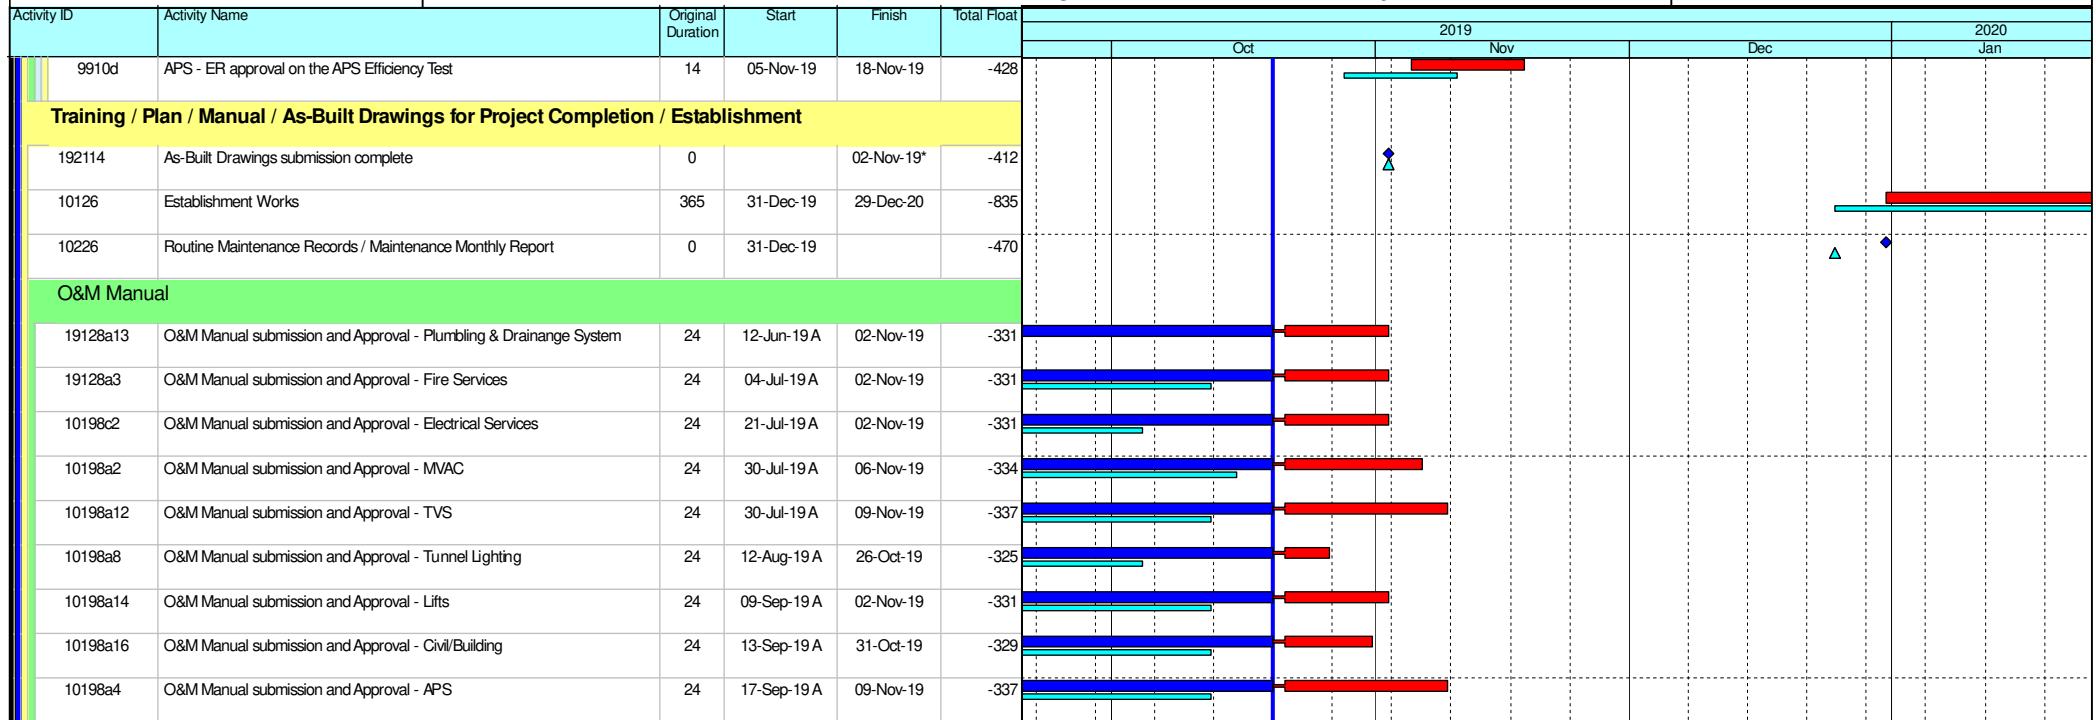 Activity ID Activity Name Original Duration Start Finish Total Float
2019 2020
Oct Nov Dec Jan
9910d APS - ER approval on the APS Efficiency Test 14 05-Nov-19 18-Nov-19 -428
Training / Plan / Manual / As-Built Drawings for Project Completion / Establishment
192114 As-Built Drawings submission complete 0 02-Nov-19* -412
10126 Establishment Works 365 31-Dec-19 29-Dec-20 -835
10226 Routine Maintenance Records / Maintenance Monthly Report 0 31-Dec-19 -470
O&M Manual
19128a13 O&M Manual submission and Approval - Plumbing & Drainange System 24 12-Jun-19 A 02-Nov-19 -331
19128a3 O&M Manual submission and Approval - Fire Services 24 04-Jul-19 A 02-Nov-19 -331
10198c2 O&M Manual submission and Approval - Electrical Services 24 21-Jul-19 A 02-Nov-19 -331
10198a2 O&M Manual submission and Approval - MVAC 24 30-Jul-19 A 06-Nov-19 -334
10198a12 O&M Manual submission and Approval - TVS 24 30-Jul-19 A 09-Nov-19 -337
10198a8 O&M Manual submission and Approval - Tunnel Lighting 24 12-Aug-19 A 26-Oct-19 -325
10198a14 O&M Manual submission and Approval - Lifts 24 09-Sep-19 A 02-Nov-19 -331
10198a16 O&M Manual submission and Approval - Civil/Building 24 13-Sep-19 A 31-Oct-19 -329
10198a4 O&M Manual submission and Approval - APS 24 17-Sep-19 A 09-Nov-19 -337